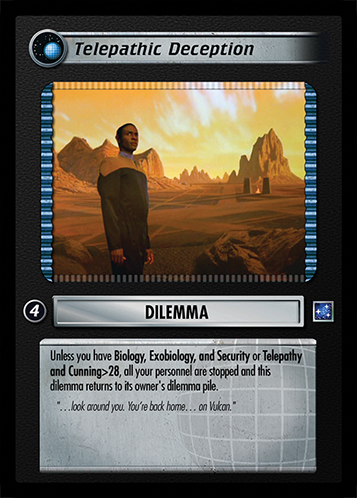 Telepathic Deception
4 DILEMMA
Unless you have Biology, Exobiology, and Security or Telepathy
and Cunning>28, all your personnel are stopped and this
dilemma returns to its owner's dilemma pile.
"…look around you. You're back home… on Vulcan."